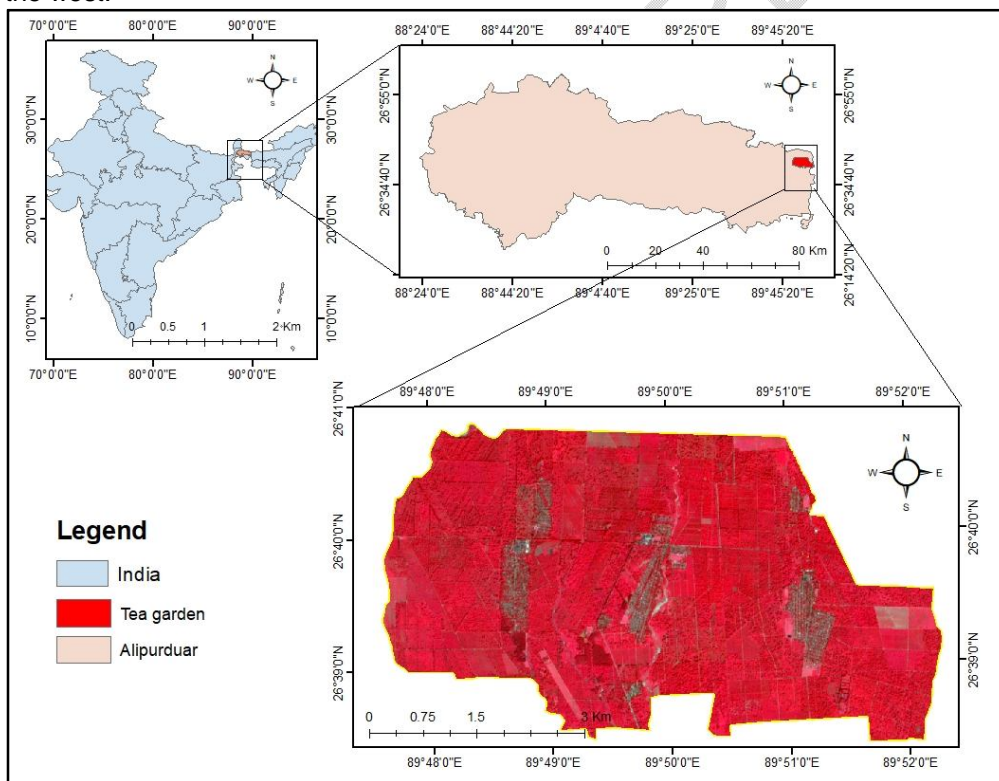 the west.
70°0'0"E 80°0'0"E 90°0'0"E
88°24'0"E 88°44'20"E 89°4'40"E 89°25'0"E 89°45'20"E
N
W E
S
N
W E
S
30°0'0"N
20°0'0"N
10°0'0"N
30°0'0"N
20°0'0"N
10°0'0"N
26°55'0"N
26°34'40"N
26°55'0"N
26°34'40"N
26°14'20"N
0 20 40 80 Km
0 0.5 1 2 Km
88°24'0"E 88°44'20"E 89°4'40"E 89°25'0"E 89°45'20"E
70°0'0"E 80°0'0"E 90°0'0"E
89°48'0"E 89°49'0"E 89°50'0"E 89°51'0"E 89°52'0"E
26°41'0"N
26°40'0"N
26°39'0"N
N
W E
S
26°40'0"N
26°39'0"N
Legend
India
Tea garden
Alipurduar
0 0.75 1.5 3 Km
89°48'0"E 89°49'0"E 89°50'0"E 89°51'0"E 89°52'0"E